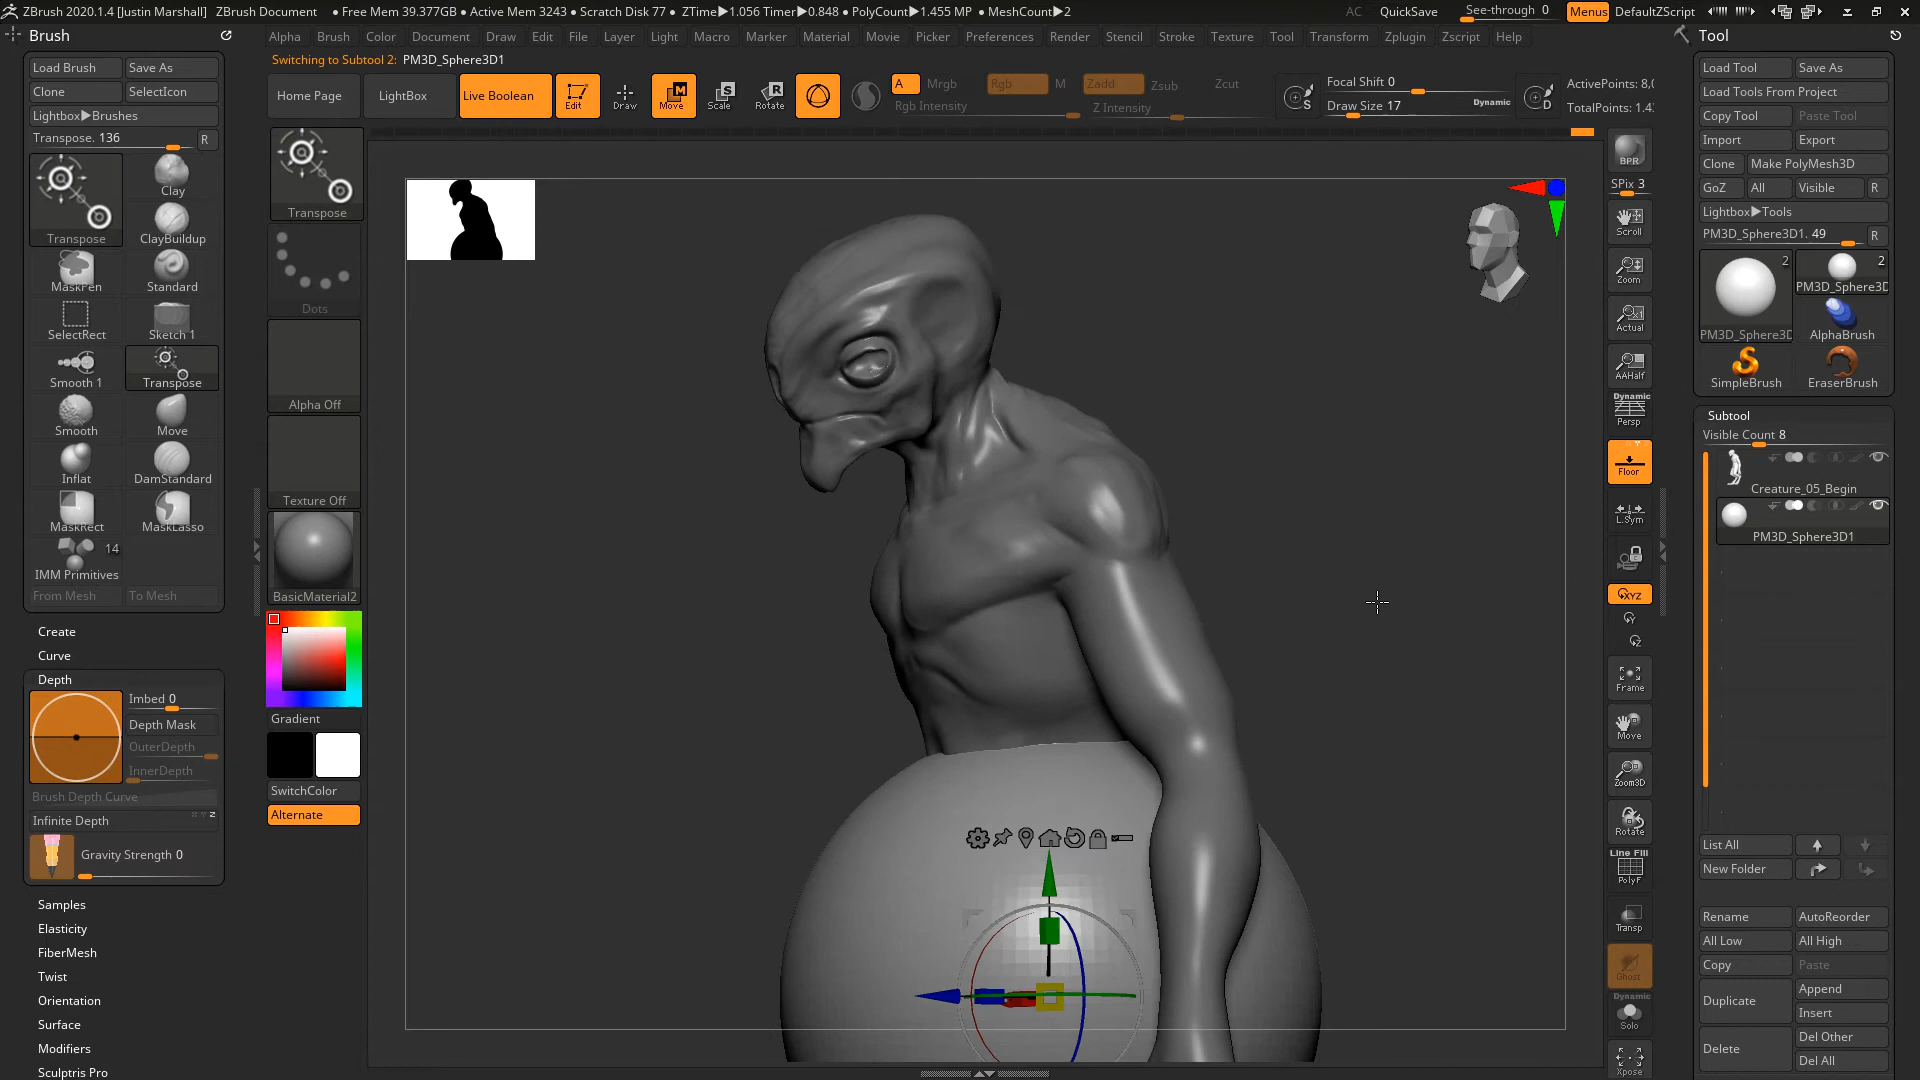 ZBrush 2020.1.4 [Justin Marshall] ZBrush Document ● Free Mem 39.377GB ● Active Mem 3243 ● Scratch Disk 77 ● ZTime▶1.056 Timer▶0.848 ● PolyCount▶1.455 MP ● MeshCount▶2 AC QuickSave See-through 0 Menus DefaultZScript
Brush
Alpha Brush Color Document Draw Edit File Layer Light Macro Marker Material Movie Picker Preferences Render Stencil Stroke Texture Tool Transform Zplugin Zscript Help
Tool
Switching to Subtool 2: PM3D_Sphere3D1
Load Brush Save As
Clone SelectIcon
Lightbox▶Brushes
Transpose. 136 R
Transpose
Clay
ClayBuildup
MaskPen Standard
SelectRect Sketch 1
Smooth 1 Transpose
Smooth Move
Inflat DamStandard
MaskRect MaskLasso
14
IMM Primitives
From Mesh To Mesh
Create
Curve
Depth
Imbed 0
Depth Mask
OuterDepth
InnerDepth
Brush Depth Curve
Infinite Depth
Gravity Strength 0
Samples
Elasticity
FiberMesh
Twist
Orientation
Surface
Modifiers
Sculptris Pro
Home Page LightBox Live Boolean Edit Draw Move Scale Rotate
A Mrgb Rgb M Zadd Zsub Zcut
Rgb Intensity Z Intensity
S Focal Shift 0
Draw Size 17 Dynamic
D
ActivePoints: 8,0
TotalPoints: 1.4
Transpose
Dots
Alpha Off
Texture Off
BasicMaterial2
Gradient
SwitchColor
Alternate
BPR
SPix 3
Scroll
Zoom
Actual
AAHalf
Dynamic
Persp
Floor
L.Sym
XYZ
Frame
Move
Zoom3D
Rotate
Line Fill
PolyF
Transp
Ghost
Dynamic
Solo
Xpose
Load Tool Save As
Load Tools From Project
Copy Tool Paste Tool
Import Export
Clone Make PolyMesh3D
GoZ All Visible R
Lightbox▶Tools
PM3D_Sphere3D1. 49 R
2 2
PM3D_Sphere3D
PM3D_Sphere3D
AlphaBrush
SimpleBrush EraserBrush
Subtool
Visible Count 8
Creature_05_Begin
PM3D_Sphere3D1
List All
New Folder
Rename AutoReorder
All Low All High
Copy Paste
Duplicate Append
Insert
Delete Del Other
Del All